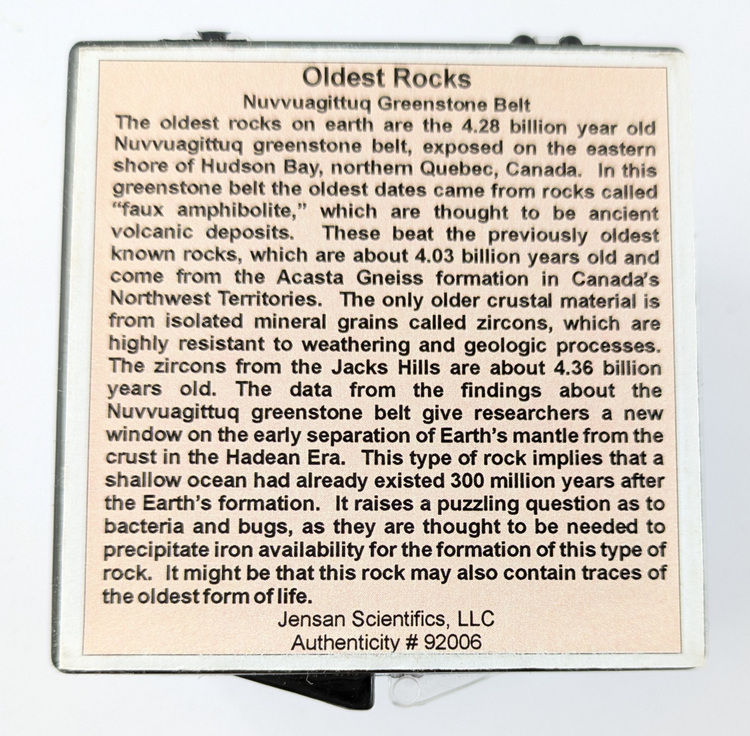 Oldest Rocks
Nuvvuagittuq Greenstone Belt
The oldest rocks on earth are the 4.28 billion year old
Nuvvuagittuq greenstone belt, exposed on the eastern
shore of Hudson Bay, northern Quebec, Canada. In this
greenstone belt the oldest dates came from rocks called
“faux amphibolite,” which are thought to be ancient
volcanic deposits. These beat the previously oldest
known rocks, which are about 4.03 billion years old and
come from the Acasta Gneiss formation in Canada's
Northwest Territories. The only older crustal material is
from isolated mineral grains called zircons, which are
highly resistant to weathering and geologic processes.
The zircons from the Jacks Hills are about 4.36 billion
years old. The data from the findings about the
Nuvvuagittuq greenstone belt give researchers a new
window on the early separation of Earth's mantle from the
crust in the Hadean Era. This type of rock implies that a
shallow ocean had already existed 300 million years after
the Earth's formation. It raises a puzzling question as to
bacteria and bugs, as they are thought to be needed to
precipitate iron availability for the formation of this type of
rock. It might be that this rock may also contain traces of
the oldest form of life.
Jensan Scientifics, LLC
Authenticity # 92006